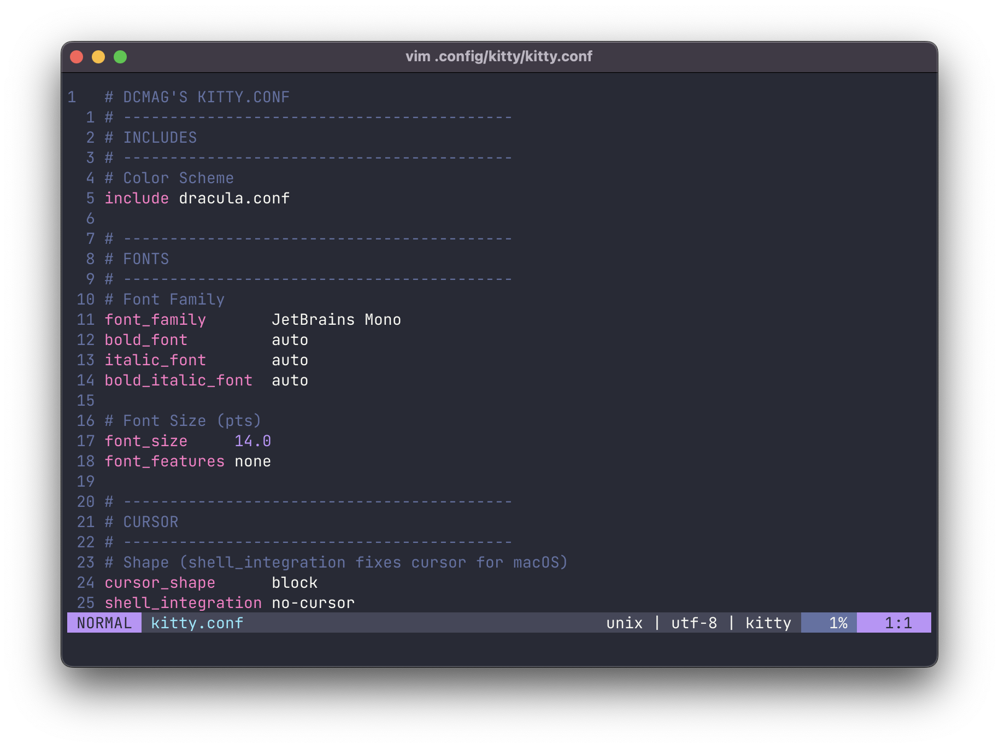 vim .config/kitty/kitty.conf
1   # DCMAG'S KITTY.CONF
  1 # ------------------------------------------
  2 # INCLUDES
  3 # ------------------------------------------
  4 # Color Scheme
  5 include dracula.conf
  6
  7 # ------------------------------------------
  8 # FONTS
  9 # ------------------------------------------
 10 # Font Family
 11 font_family       JetBrains Mono
 12 bold_font         auto
 13 italic_font       auto
 14 bold_italic_font  auto
 15
 16 # Font Size (pts)
 17 font_size     14.0
 18 font_features none
 19
 20 # ------------------------------------------
 21 # CURSOR
 22 # ------------------------------------------
 23 # Shape (shell_integration fixes cursor for macOS)
 24 cursor_shape      block
 25 shell_integration no-cursor
NORMAL  kitty.conf  unix | utf-8 | kitty  1%  1:1